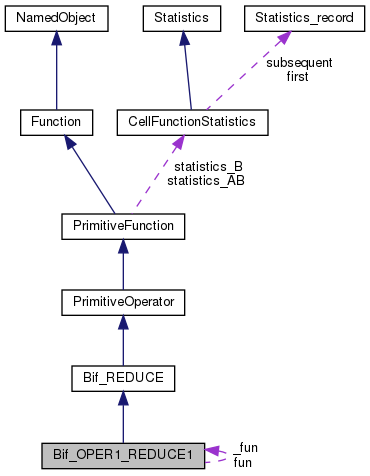 NamedObject
Statistics
Statistics_record
subsequent
first
Function
CellFunctionStatistics
statistics_B
statistics_AB
PrimitiveFunction
PrimitiveOperator
Bif_REDUCE
Bif_OPER1_REDUCE1
_fun
fun